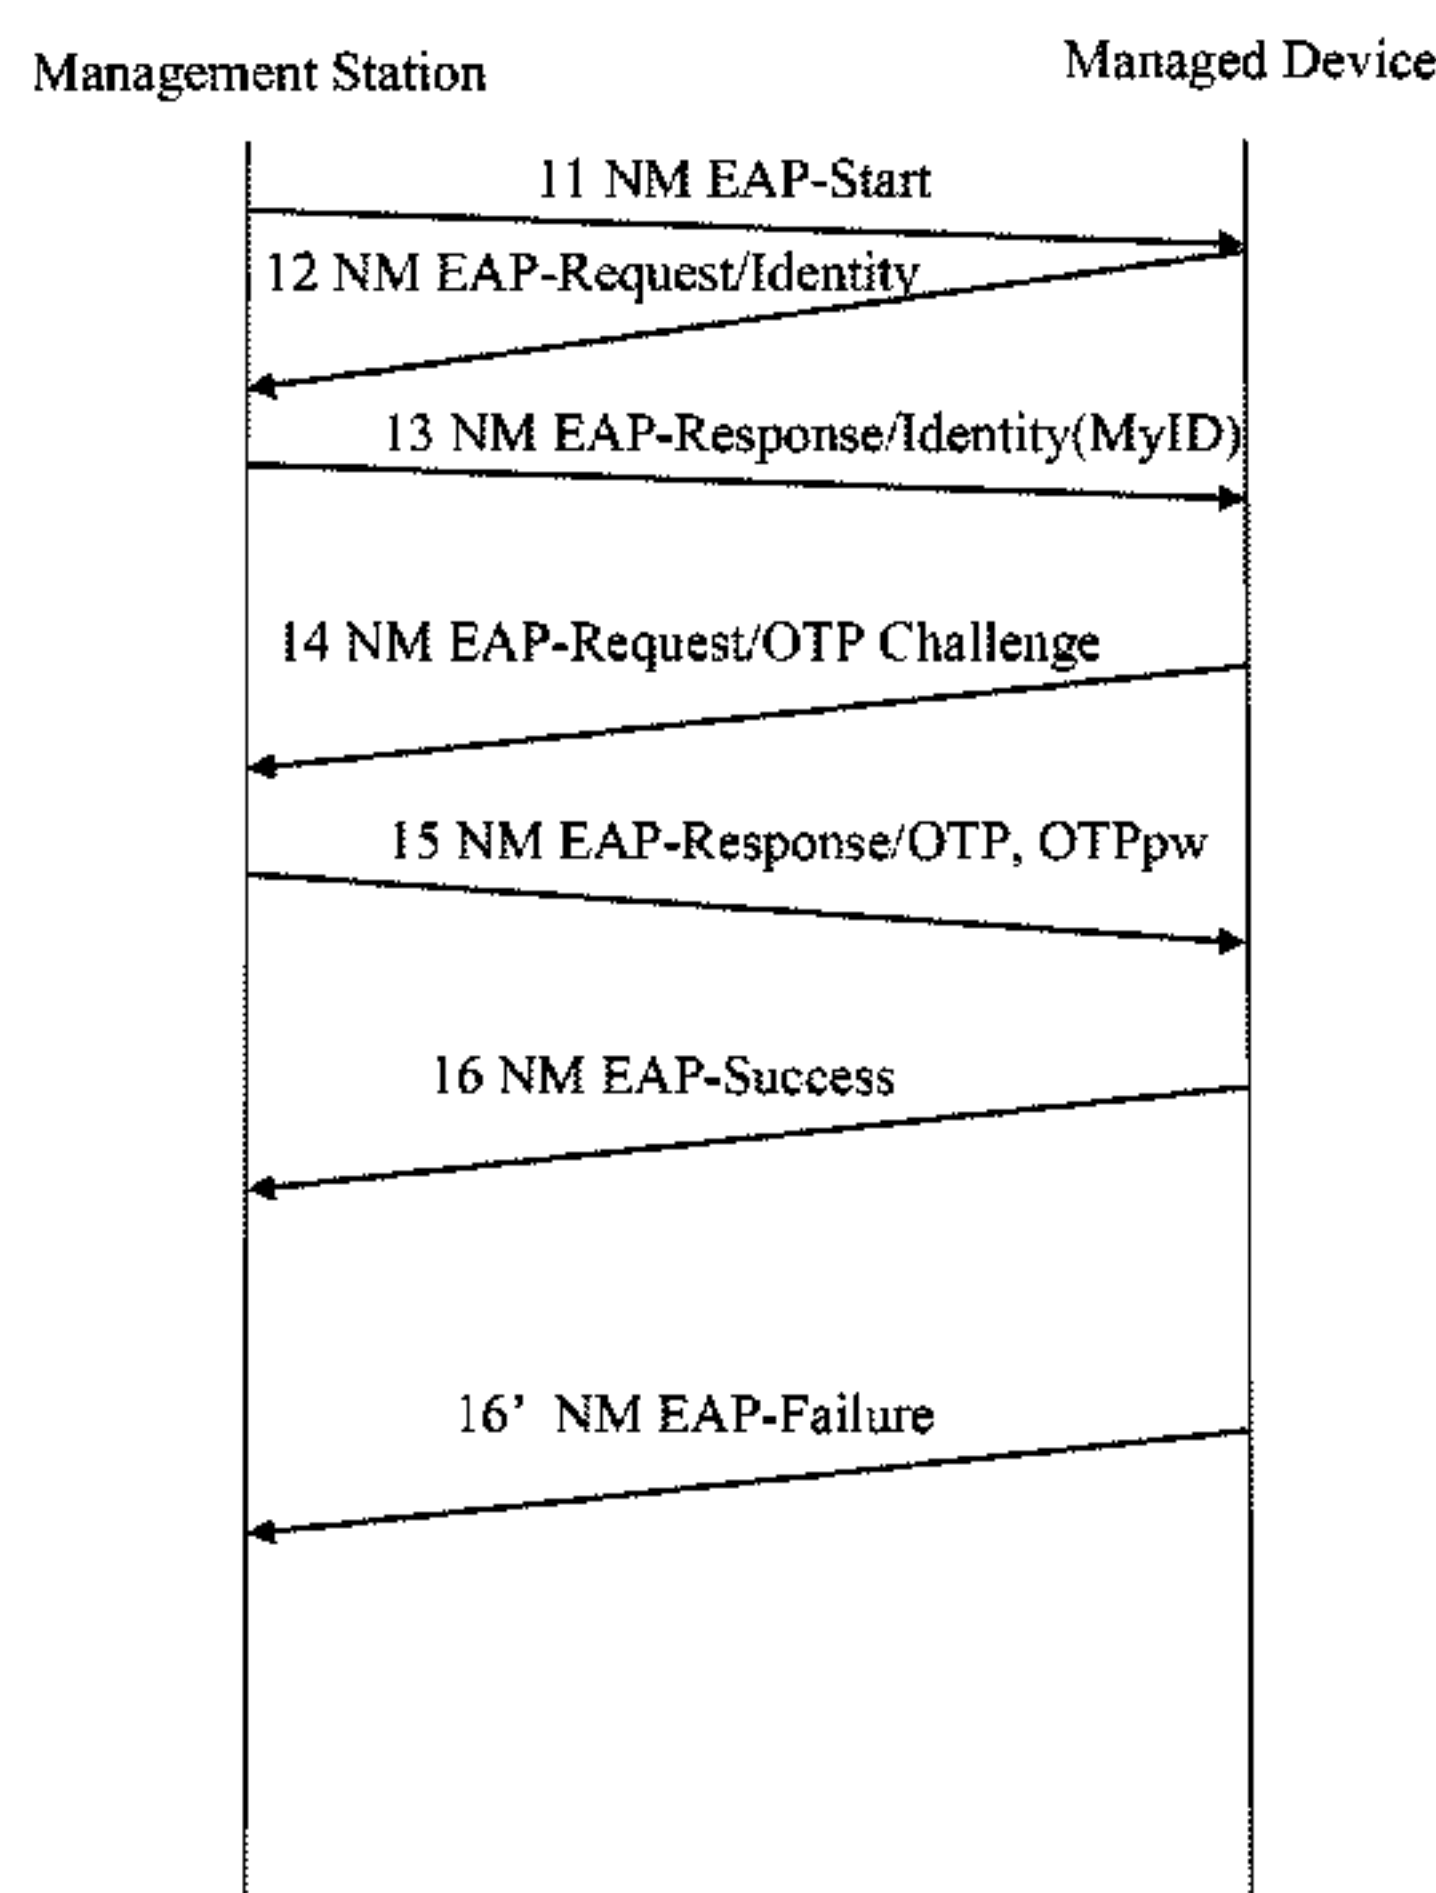 Management Station
Managed Device
11 NM EAP-Start
12 NM EAP-Request/Identity
13 NM EAP-Response/Identity(MyID)
14 NM EAP-Request/OTP Challenge
15 NM EAP-Response/OTP, OTPpw
16 NM EAP-Success
16’ NM EAP-Failure